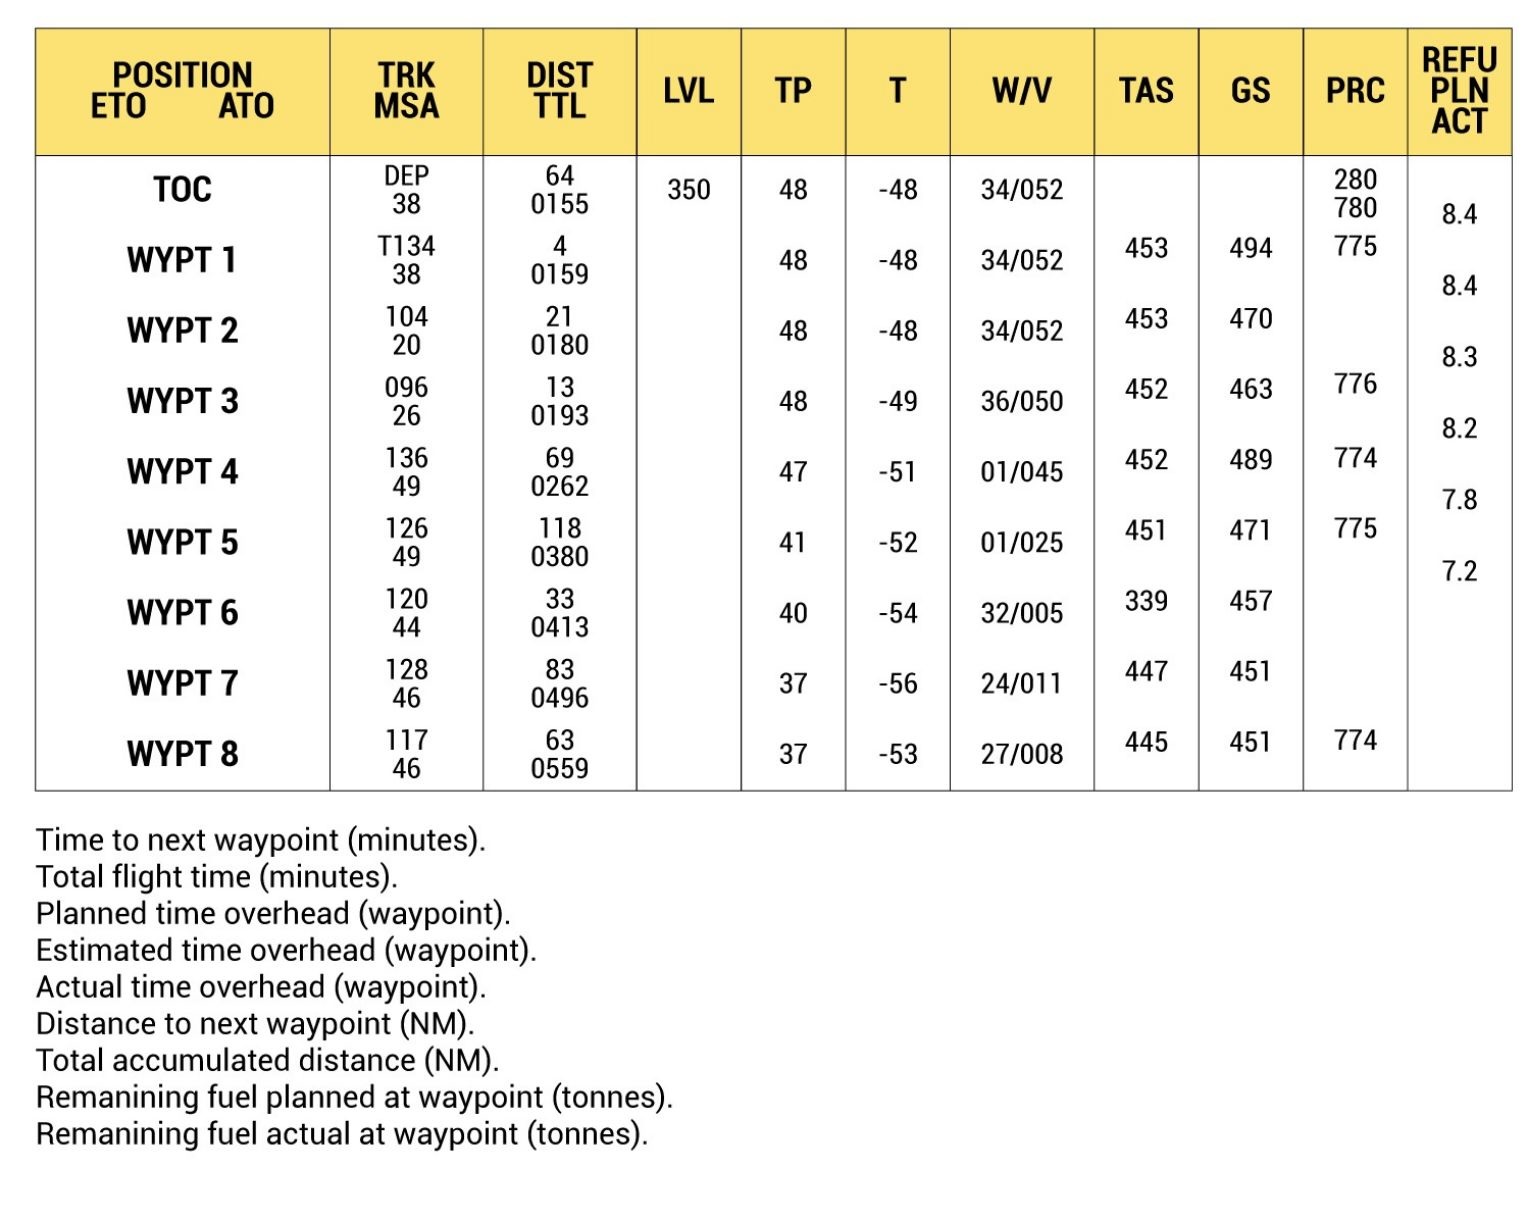 POSITION TRK DIST LVL TP T W/V TAS GS PRC REFU
ETO ATO MSA TTL PLN
ACT
TOC DEP 64 350 48 -48 34/052 280
38 0155 780 8.4
WYPT 1 T134 4 48 -48 34/052 453 494 775
38 0159 8.4
WYPT 2 104 21 48 -48 34/052 453 470
20 0180 8.3
WYPT 3 096 13 48 -49 36/050 452 463 776
26 0193 8.2
WYPT 4 136 69 47 -51 01/045 452 489 774
49 0262 7.8
WYPT 5 126 118 41 -52 01/025 451 471 775
49 0380 7.2
WYPT 6 120 33 40 -54 32/005 339 457
44 0413
WYPT 7 128 83 37 -56 24/011 447 451
46 0496
WYPT 8 117 63 37 -53 27/008 445 451 774
46 0559
Time to next waypoint (minutes).
Total flight time (minutes).
Planned time overhead (waypoint).
Estimated time overhead (waypoint).
Actual time overhead (waypoint).
Distance to next waypoint (NM).
Total accumulated distance (NM).
Remanining fuel planned at waypoint (tonnes).
Remanining fuel actual at waypoint (tonnes).